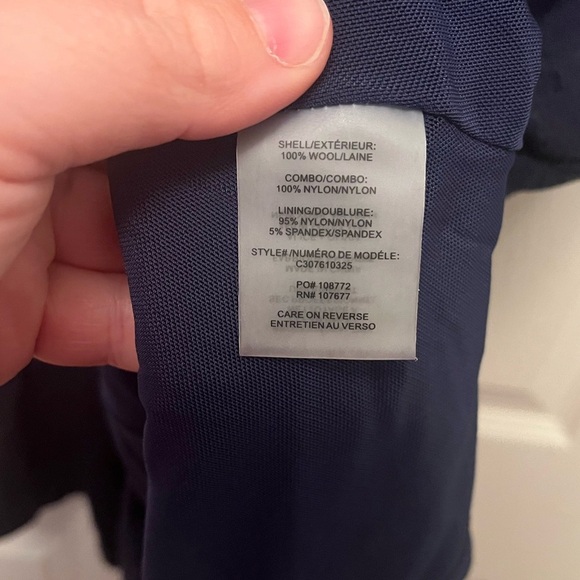 SHELL/EXTÉRIEUR:
100% WOOL/LAINE
COMBO/COMBO:
100% NYLON/NYLON
LINING/DOUBLURE:
95% NYLON/NYLON
5% SPANDEX/SPANDEX
STYLE#/NUMÉRO DE MODÉLE:
C307610325
PO# 108772
RN# 107677
CARE ON REVERSE
ENTRETIEN AU VERSO